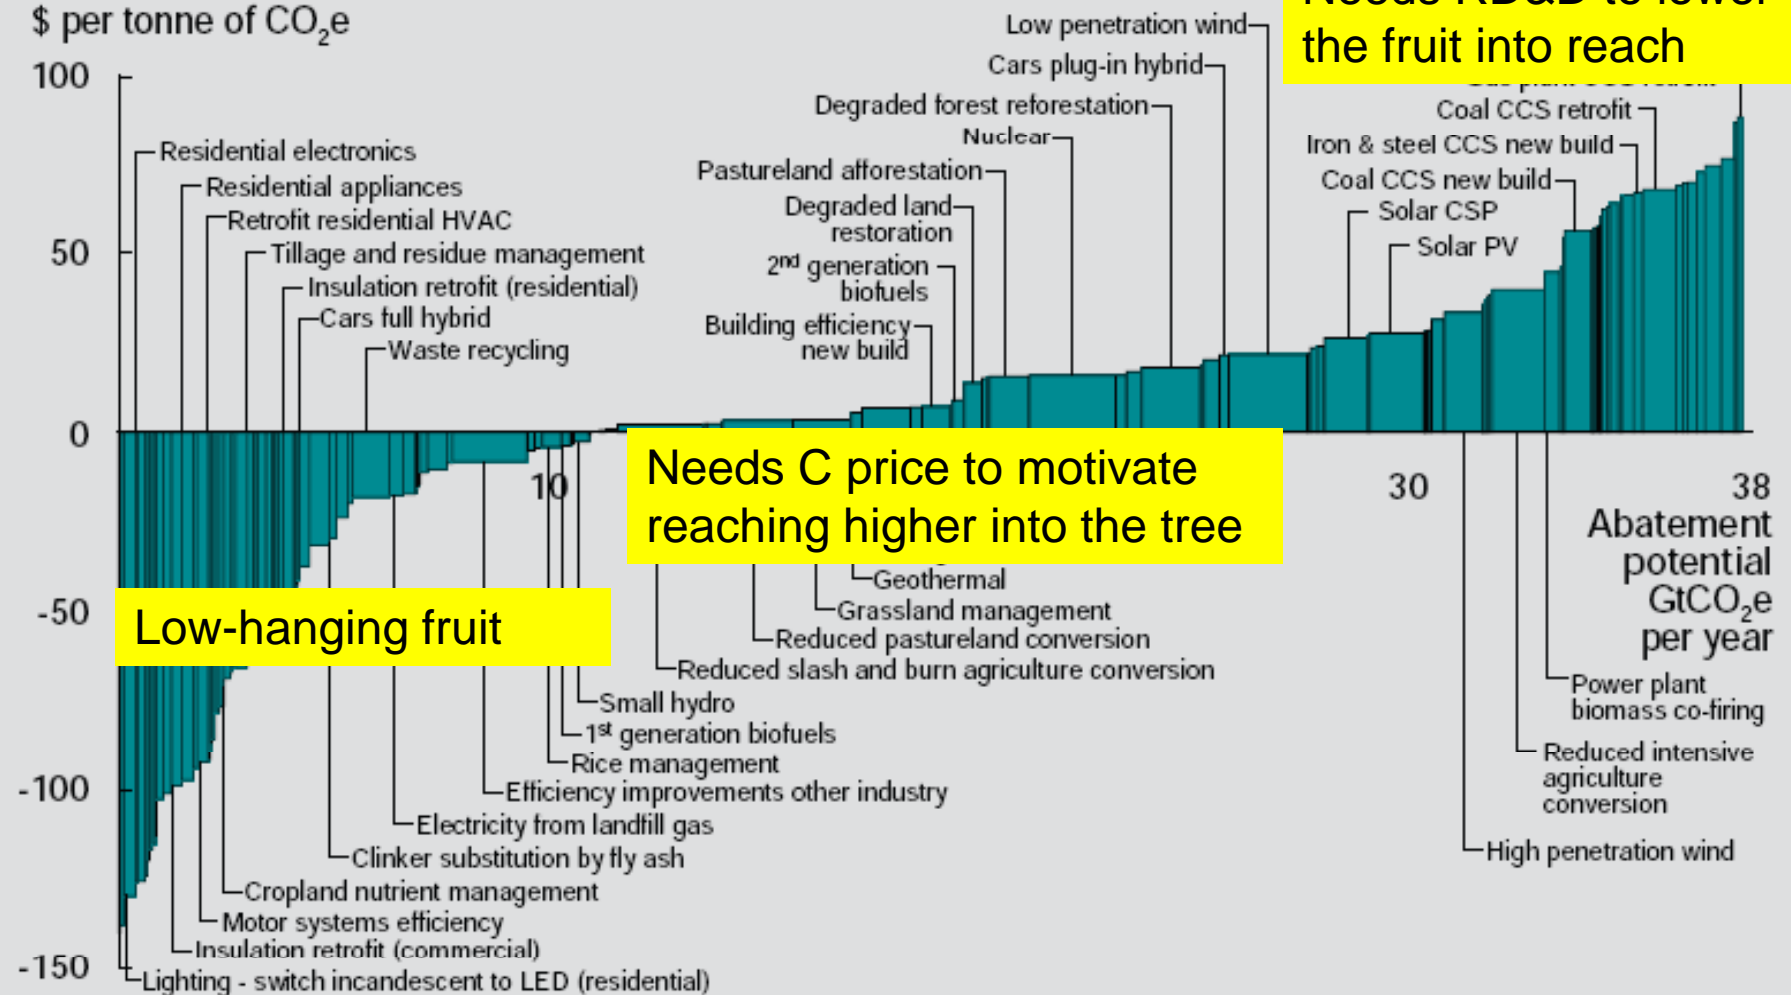 $ per tonne of CO₂e
the fruit into reach
100
50
0
-50
-100
-150
Residential electronics
Residential appliances
Retrofit residential HVAC
Tillage and residue management
Insulation retrofit (residential)
Cars full hybrid
Waste recycling
Low penetration wind
Cars plug-in hybrid
Degraded forest reforestation
Nuclear
Pastureland afforestation
Degraded land
restoration
2nd generation
biofuels
Building efficiency
new build
Coal CCS retrofit
Iron & steel CCS new build
Coal CCS new build
Solar CSP
Solar PV
10
Needs C price to motivate
reaching higher into the tree
30
38
Abatement
potential
GtCO₂e
per year
Low-hanging fruit
Geothermal
Grassland management
Reduced pastureland conversion
Reduced slash and burn agriculture conversion
Small hydro
1st generation biofuels
Rice management
Efficiency improvements other industry
Electricity from landfill gas
Clinker substitution by fly ash
Cropland nutrient management
Motor systems efficiency
Insulation retrofit (commercial)
Lighting - switch incandescent to LED (residential)
Power plant
biomass co-firing
Reduced intensive
agriculture
conversion
High penetration wind